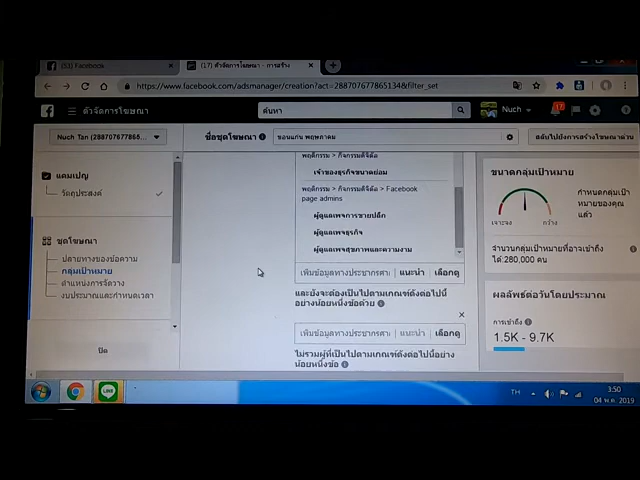 (53) Facebook
(17) ตัวจัดการโฆษณา - การสร้าง
https://www.facebook.com/adsmanager/creation?act=288707677865134&filter_set
ตัวจัดการโฆษณา
ค้นหา
Nuch
17
Nuch Tan (288707677865...
ชื่อชุดโฆษณา
ขอนแก่น พฤษภาคม
สลับไปยังการสร้างโฆษณาด่วน
แคมเปญ
วัตถุประสงค์
ชุดโฆษณา
ปลายทางของข้อความ
กลุ่มเป้าหมาย
ตำแหน่งการจัดวาง
งบประมาณและกำหนดเวลา
ปิด
พฤติกรรม > กิจกรรมดิจิตัล
เจ้าของธุรกิจขนาดย่อม
พฤติกรรม > กิจกรรมดิจิตัล > Facebook
page admins
ผู้ดูแลเพจการขายปลีก
ผู้ดูแลเพจธุรกิจ
ผู้ดูแลเพจสุขภาพและความงาม
เพิ่มข้อมูลทางประชากรศา
แนะนำ
เลือกดู
และยังจะต้องเป็นไปตามเกณฑ์ดังต่อไปนี้
อย่างน้อยหนึ่งข้อด้วย
เพิ่มข้อมูลทางประชากรศา
แนะนำ
เลือกดู
ไม่รวมผู้ที่เป็นไปตามเกณฑ์ดังต่อไปนี้อย่าง
น้อยหนึ่งข้อ
ขนาดกลุ่มเป้าหมาย
เจาะจง
กว้าง
กำหนดกลุ่มเป้า
หมายของคุณ
แล้ว
จำนวนกลุ่มเป้าหมายที่อาจเข้าถึง
ได้:280,000 คน
ผลลัพธ์ต่อวันโดยประมาณ
การเข้าถึง
1.5K - 9.7K
LINE
TH
3:50
04 พ.ค. 2019